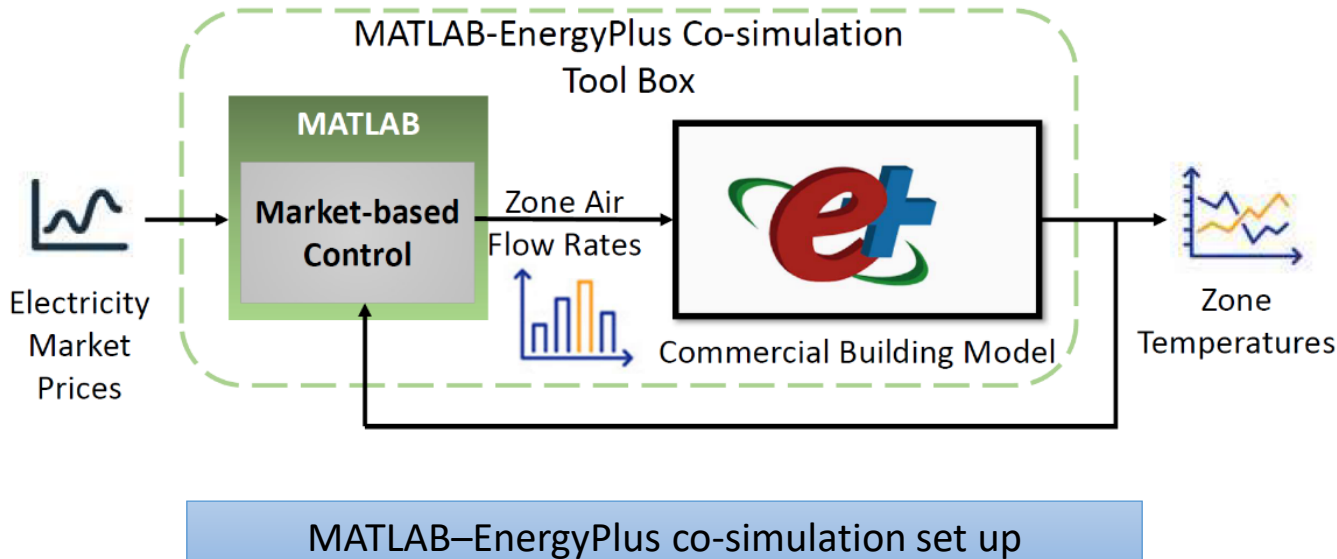 MATLAB-EnergyPlus Co-simulation
Tool Box
MATLAB
Market-based
Control
Zone Air
Flow Rates
e+
Electricity
Market
Prices
Commercial Building Model
Zone
Temperatures
MATLAB–EnergyPlus co-simulation set up